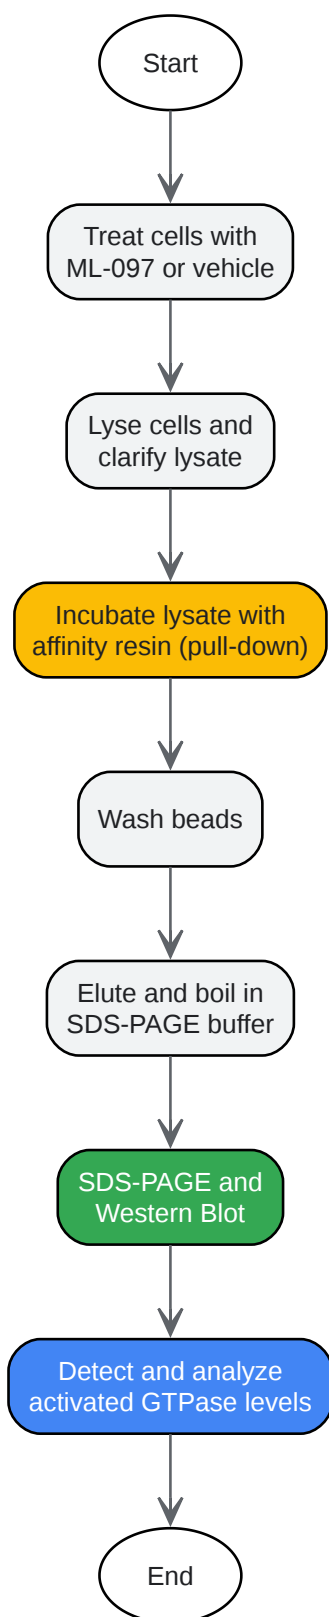 Start
Treat cells with
ML-097 or vehicle
Lyse cells and
clarify lysate
Incubate lysate with
affinity resin (pull-down)
Wash beads
Elute and boil in
SDS-PAGE buffer
SDS-PAGE and
Western Blot
Detect and analyze
activated GTPase levels
End